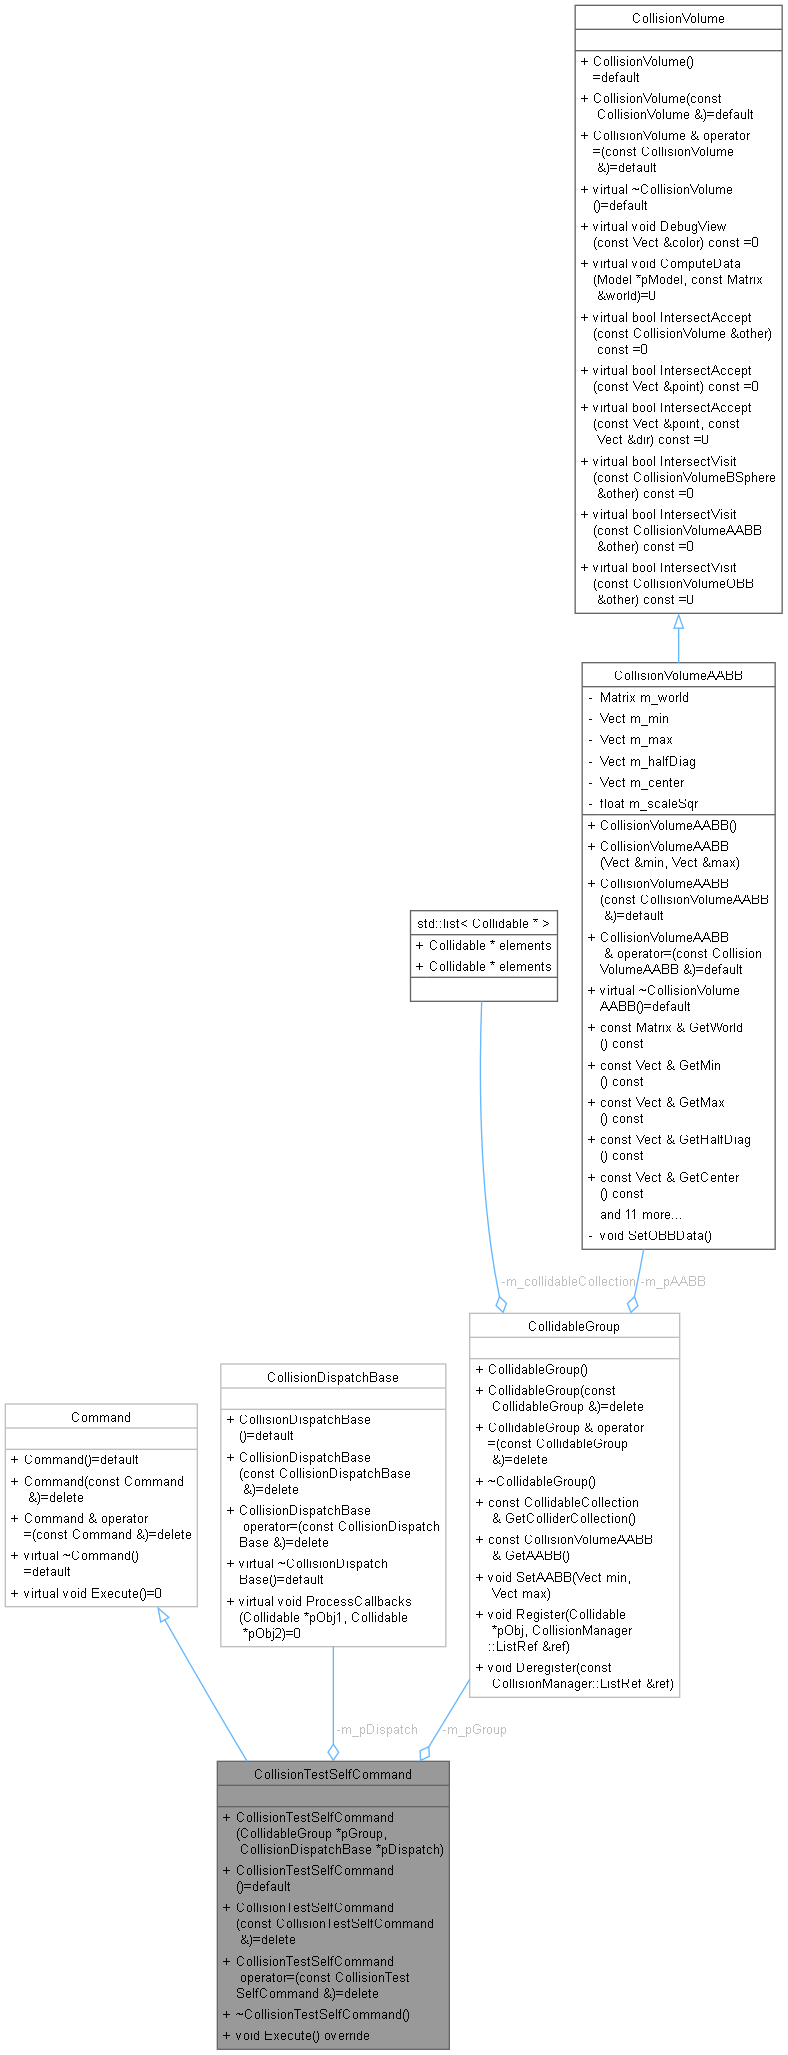 CollisionVolume
+ CollisionVolume()
=default
+ CollisionVolume(const
CollisionVolume &)=default
+ CollisionVolume & operator
=(const CollisionVolume
&)=default
+ virtual ~CollisionVolume
()=default
+ virtual void DebugView
(const Vect &color) const =0
+ virtual void ComputeData
(Model *pModel, const Matrix
&world)=0
+ virtual bool IntersectAccept
(const CollisionVolume &other)
const =0
+ virtual bool IntersectAccept
(const Vect &point) const =0
+ virtual bool IntersectAccept
(const Vect &point, const
Vect &dir) const =0
+ virtual bool IntersectVisit
(const CollisionVolumeBSphere
&other) const =0
+ virtual bool IntersectVisit
(const CollisionVolumeAABB
&other) const =0
+ virtual bool IntersectVisit
(const CollisionVolumeOBB
&other) const =0
CollisionVolumeAABB
- Matrix m_world
- Vect m_min
- Vect m_max
- Vect m_halfDiag
- Vect m_center
- float m_scaleSqr
+ CollisionVolumeAABB()
+ CollisionVolumeAABB
(Vect &min, Vect &max)
+ CollisionVolumeAABB
(const CollisionVolumeAABB
&)=default
+ CollisionVolumeAABB
& operator=(const Collision
VolumeAABB &)=default
+ virtual ~CollisionVolume
AABB()=default
+ const Matrix & GetWorld
() const
+ const Vect & GetMin
() const
+ const Vect & GetMax
() const
+ const Vect & GetHalfDiag
() const
+ const Vect & GetCenter
() const
and 11 more...
- void SetOBBData()
std::list< Collidable * >
+ Collidable * elements
+ Collidable * elements
-m_collidableCollection
-m_pAABB
CollidableGroup
+ CollidableGroup()
+ CollidableGroup(const
CollidableGroup &)=delete
+ CollidableGroup & operator
=(const CollidableGroup
&)=delete
+ ~CollidableGroup()
+ const CollidableCollection
& GetColliderCollection()
+ const CollisionVolumeAABB
& GetAABB()
+ void SetAABB(Vect min,
Vect max)
+ void Register(Collidable
*pObj, CollisionManager
::ListRef &ref)
+ void Deregister(const
CollisionManager::ListRef &ref)
CollisionDispatchBase
+ CollisionDispatchBase
()=default
+ CollisionDispatchBase
(const CollisionDispatchBase
&)=delete
+ CollisionDispatchBase
operator=(const CollisionDispatch
Base &)=delete
+ virtual ~CollisionDispatch
Base()=default
+ virtual void ProcessCallbacks
(Collidable *pObj1, Collidable
*pObj2)=0
Command
+ Command()=default
+ Command(const Command
&)=delete
+ Command & operator
=(const Command &)=delete
+ virtual ~Command()
=default
+ virtual void Execute()=0
-m_pDispatch
-m_pGroup
CollisionTestSelfCommand
+ CollisionTestSelfCommand
(CollidableGroup *pGroup,
CollisionDispatchBase *pDispatch)
+ CollisionTestSelfCommand
()=default
+ CollisionTestSelfCommand
(const CollisionTestSelfCommand
&)=delete
+ CollisionTestSelfCommand
operator=(const CollisionTest
SelfCommand &)=delete
+ ~CollisionTestSelfCommand()
+ void Execute() override